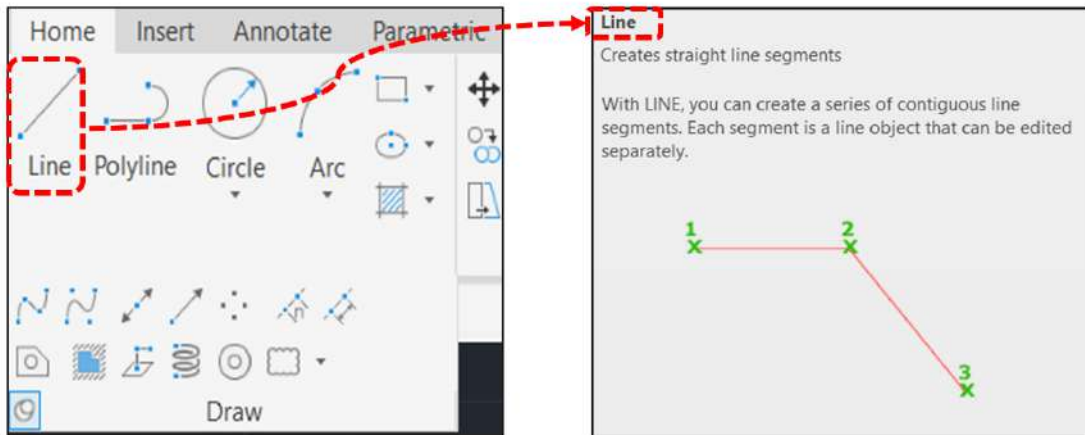 Home Insert Annotate Parametric
Line Polyline Circle Arc
Draw
Line
Creates straight line segments
With LINE, you can create a series of contiguous line
segments. Each segment is a line object that can be edited
separately.
1 2
3